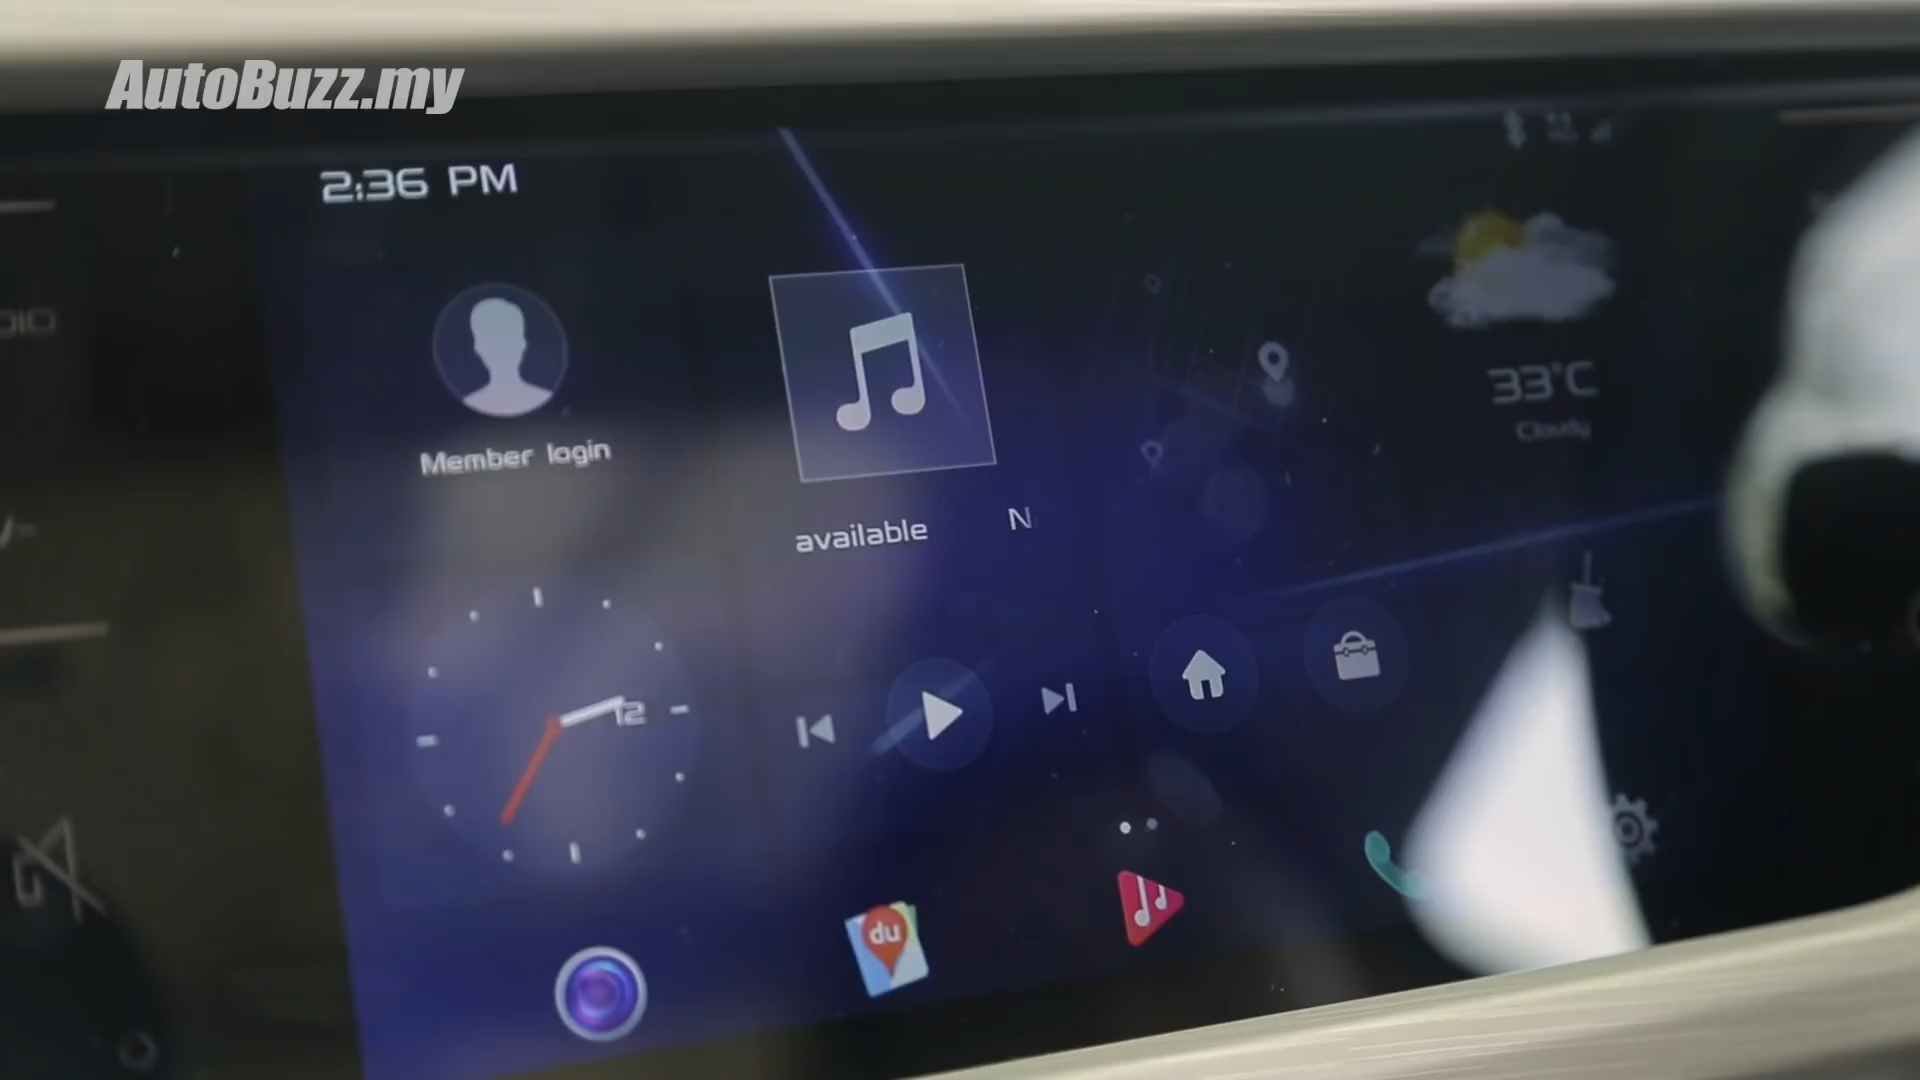 AutoBuzz.my
2:36 PM
Member login
available N
33°C
Cloudy
12
du